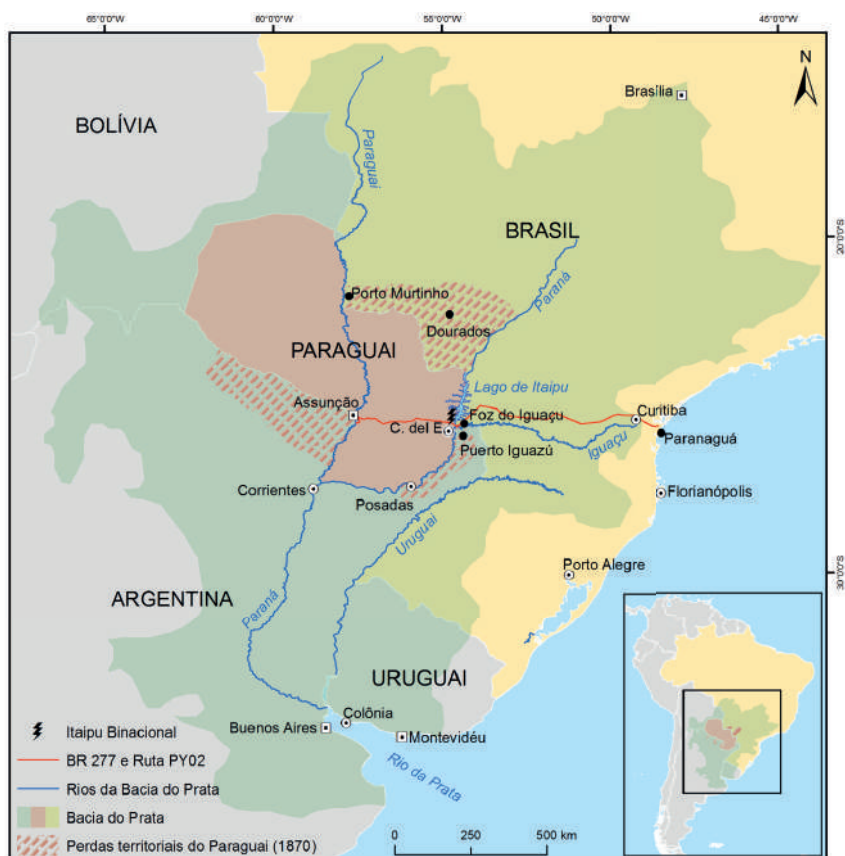 65°0'0"W
60°0'0"W
55°0'0"W
50°0'0"W
45°0'0"W
N
Brasília
BOLÍVIA
Paraguai
BRASIL
20°0'0"S
Paraná
Porto Murtinho
Dourados
PARAGUAI
Lago de Itaipu
Assunção
Foz do Iguaçu
Curitiba
C. del E.
Paranaguá
Puerto Iguazú
Iguaçu
Corrientes
Posadas
Florianópolis
Uruguai
Porto Alegre
30°0'0"S
ARGENTINA
Paraná
URUGUAI
Colônia
Buenos Aires
Montevidéu
Rio da Prata
Itaipu Binacional
BR 277 e Ruta PY02
Rios da Bacia do Prata
Bacia do Prata
Perdas territoriais do Paraguai (1870)
0 250 500 km